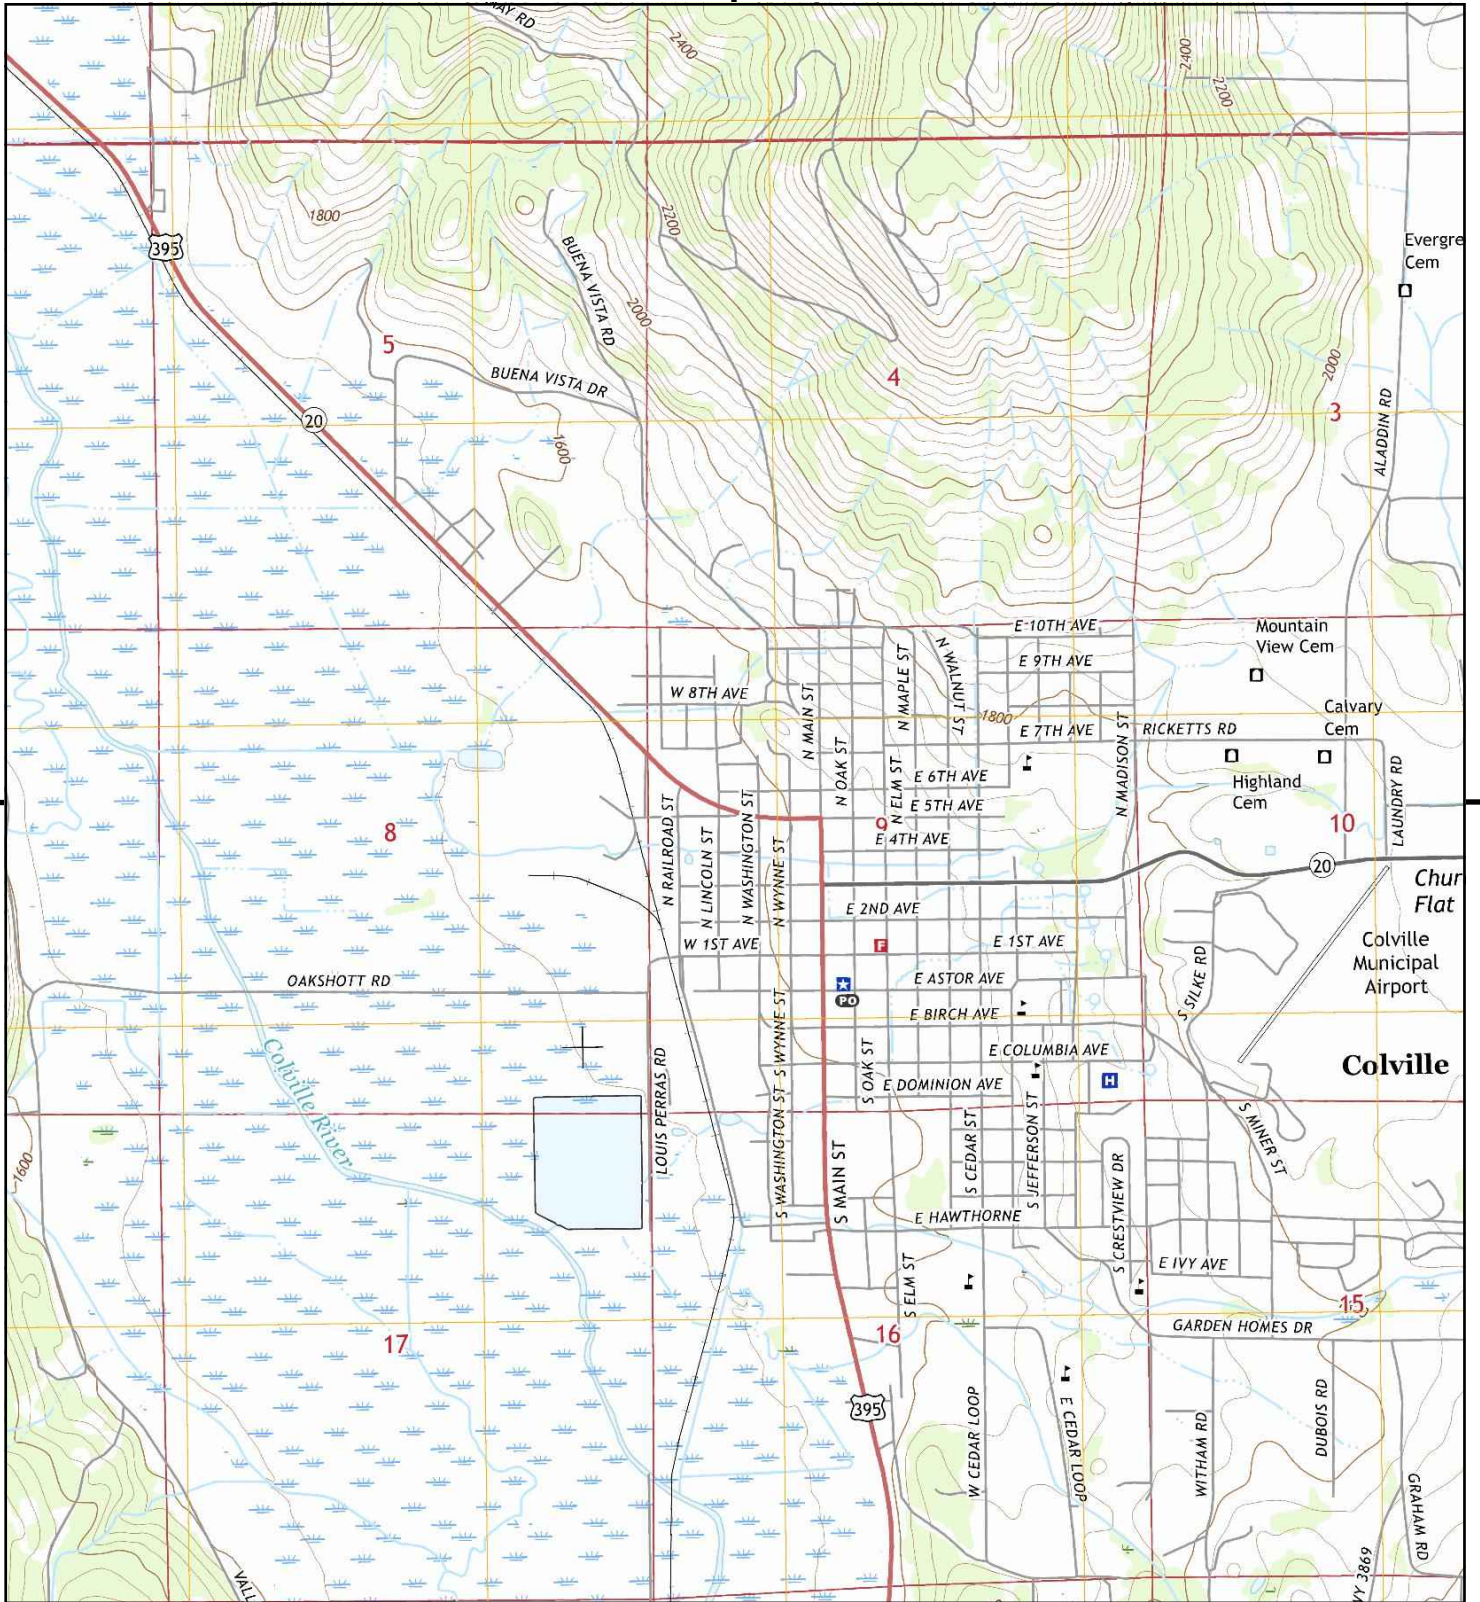 MAY RD
2400
2400
2200
1800
2200
395
BUENA VISTA RD
2000
Evergre
Cem
5
BUENA VISTA DR
4
2000
3
ALADDIN RD
20
1600
E 10TH AVE
Mountain
View Cem
E 9TH AVE
N WALNUT ST
N MAPLE ST
W 8TH AVE
N MAIN ST
1800
E 7TH AVE
RICKETTS RD
Calvary
Cem
N OAK ST
N ELM ST
E 6TH AVE
N MADISON ST
Highland
Cem
LAUNDRY RD
E 5TH AVE
8
9
10
E 4TH AVE
N RAILROAD ST
N LINCOLN ST
N WASHINGTON ST
N WYNNE ST
20
Chur
Flat
E 2ND AVE
F
W 1ST AVE
E 1ST AVE
Colville
Municipal
Airport
OAKSHOTT RD
E ASTOR AVE
S SILKE RD
PO
E BIRCH AVE
S WYNNE ST
Colville River
LOUIS PERRAS RD
S OAK ST
E COLUMBIA AVE
Colville
E DOMINION AVE
H
S WASHINGTON ST
S CEDAR ST
S JEFFERSON ST
S MINER ST
1600
S MAIN ST
S CRESTVIEW DR
E HAWTHORNE
E IVY AVE
S ELM ST
15
17
16
GARDEN HOMES DR
395
W CEDAR LOOP
E CEDAR LOOP
WITHAM RD
DUBOIS RD
GRAHAM RD
VALL
WY 3869